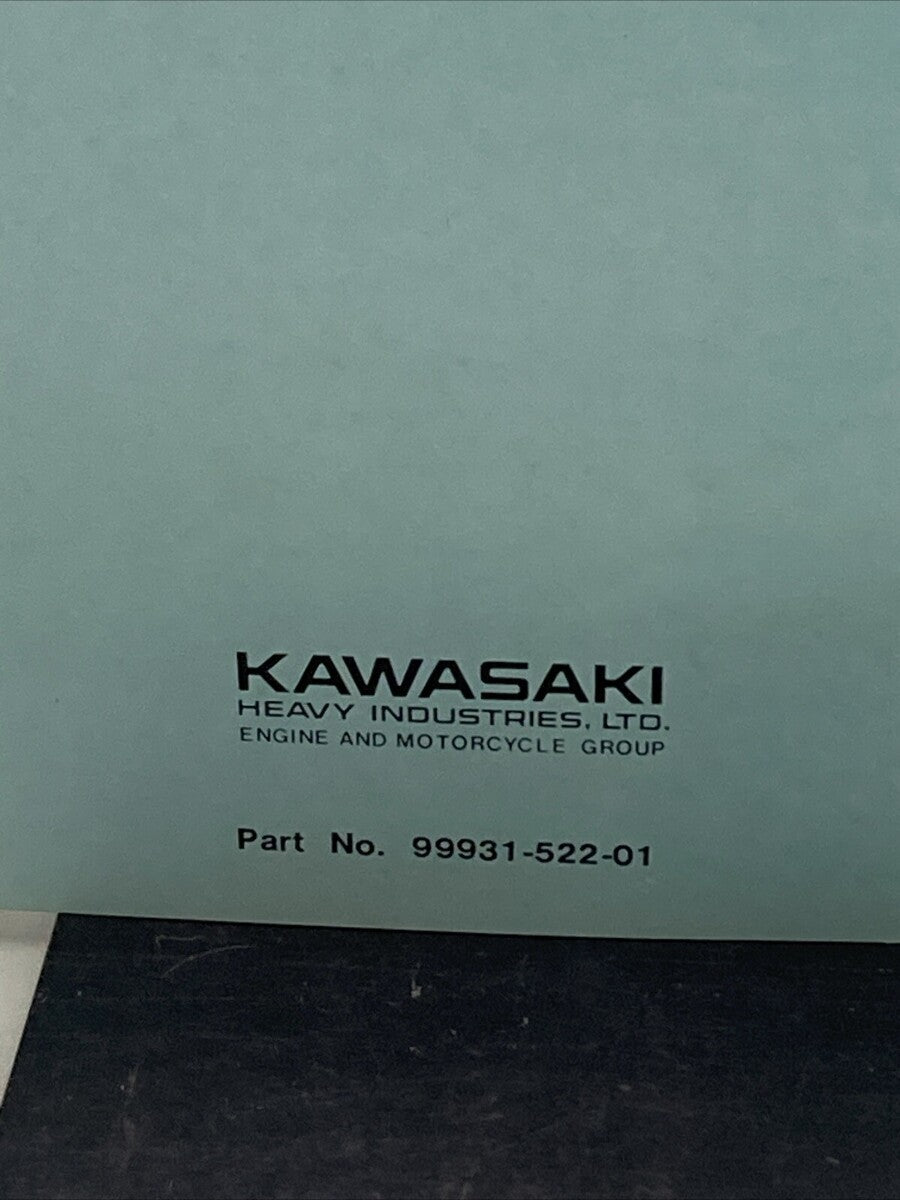 KAWASAKI
HEAVY INDUSTRIES, LTD.
ENGINE AND MOTORCYCLE GROUP
Part No. 99931-522-01